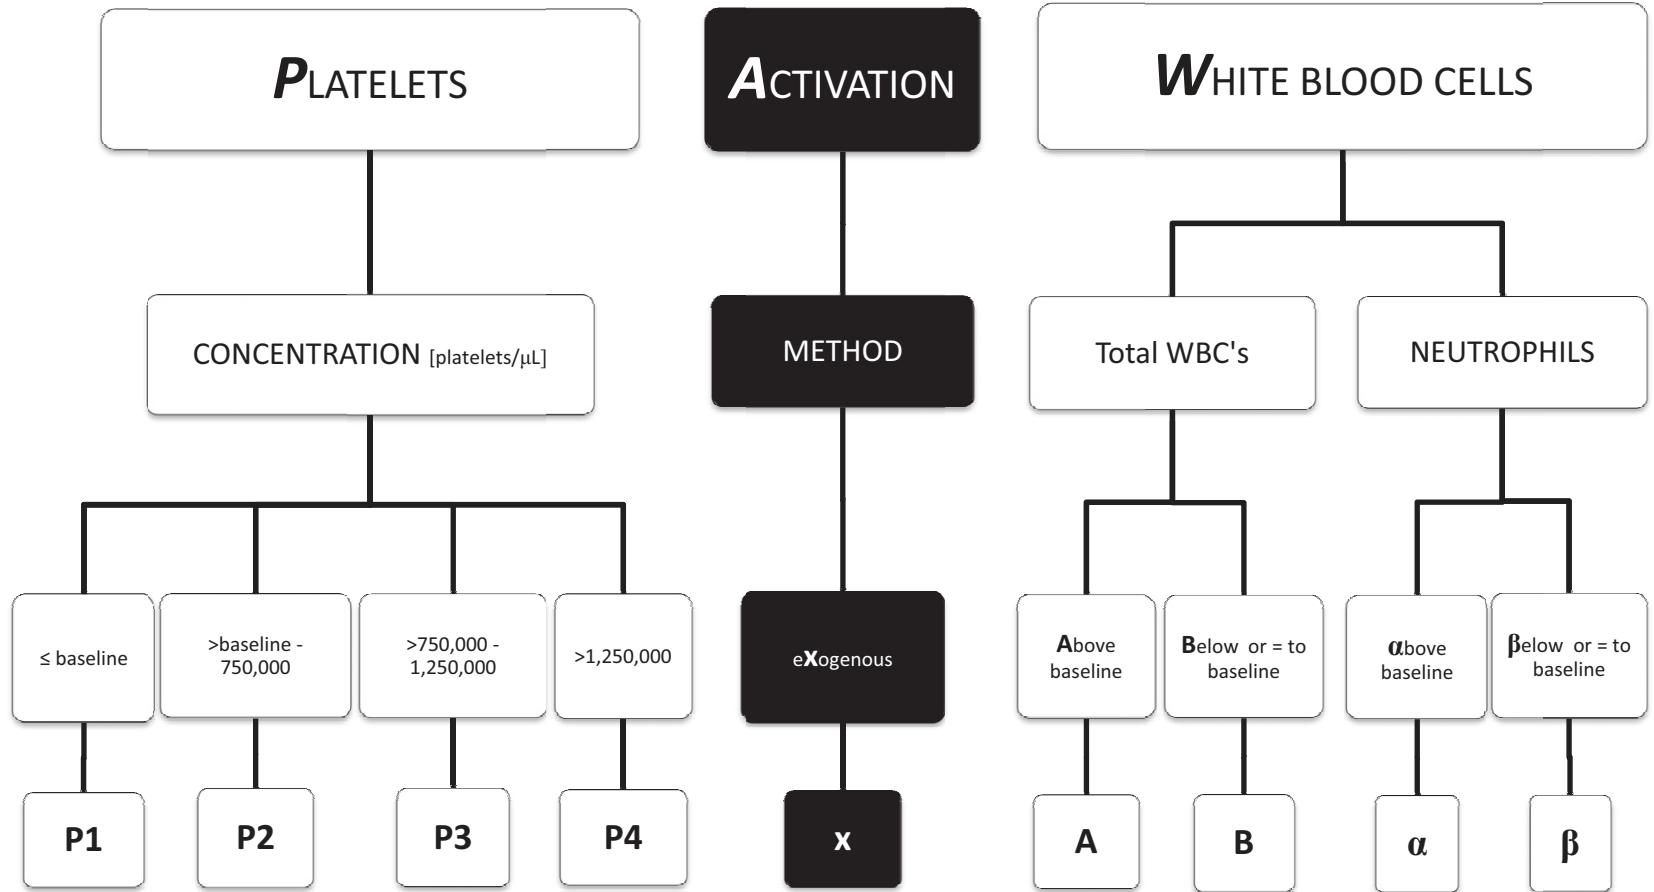 PLATELETS
ACTIVATION
WHITE BLOOD CELLS
CONCENTRATION [platelets/μL]
METHOD
Total WBC's
NEUTROPHILS
≤ baseline
>baseline -
750,000
>750,000 -
1,250,000
>1,250,000
eXogenous
Above
baseline
Below or = to
baseline
αbove
baseline
βelow or = to
baseline
P1
P2
P3
P4
x
A
B
α
β